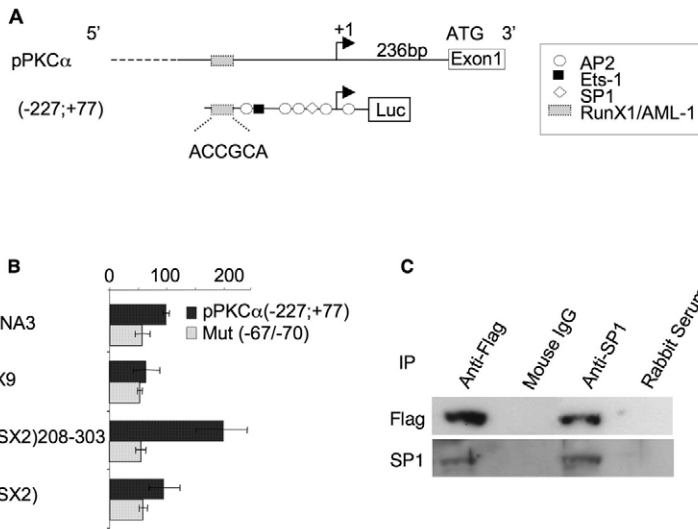 A
5’
+1
ATG 3’
pPKCα
236bp
Exon1
(-227;+77)
Luc
ACCGCA
AP2
Ets-1
SP1
RunX1/AML-1
B
0 100 200
pPKCα(-227;+77)
Mut (-67/-70)
NA3
X9
SX2)208-303
SX2)
C
IP
Anti-Flag
Mouse IgG
Anti-SP1
Rabbit Serum
Flag
SP1